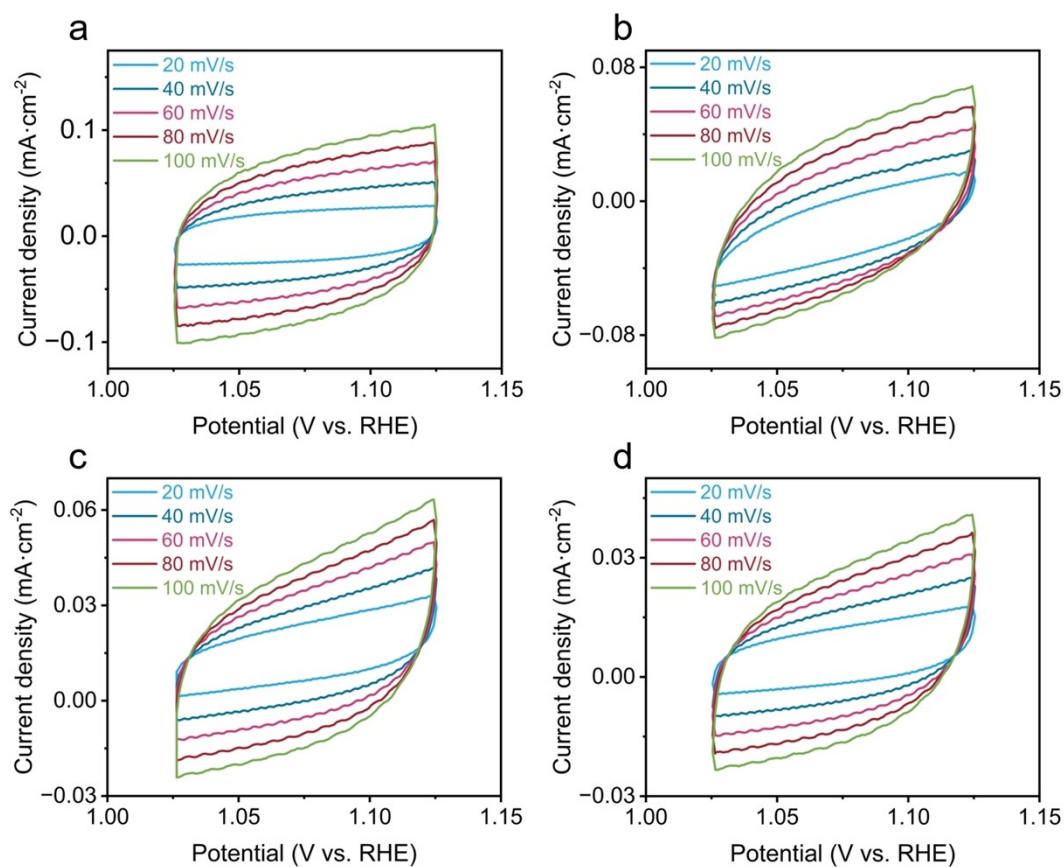 a
20 mV/s
40 mV/s
60 mV/s
80 mV/s
100 mV/s
0.1
0.0
−0.1
1.00 1.05 1.10 1.15
Current density (mA·cm⁻²)
Potential (V vs. RHE)
b
20 mV/s
40 mV/s
60 mV/s
80 mV/s
100 mV/s
0.08
0.00
−0.08
1.00 1.05 1.10 1.15
Current density (mA·cm⁻²)
Potential (V vs. RHE)
c
20 mV/s
40 mV/s
60 mV/s
80 mV/s
100 mV/s
0.06
0.03
0.00
−0.03
1.00 1.05 1.10 1.15
Current density (mA·cm⁻²)
Potential (V vs. RHE)
d
20 mV/s
40 mV/s
60 mV/s
80 mV/s
100 mV/s
0.03
0.00
−0.03
1.00 1.05 1.10 1.15
Current density (mA·cm⁻²)
Potential (V vs. RHE)